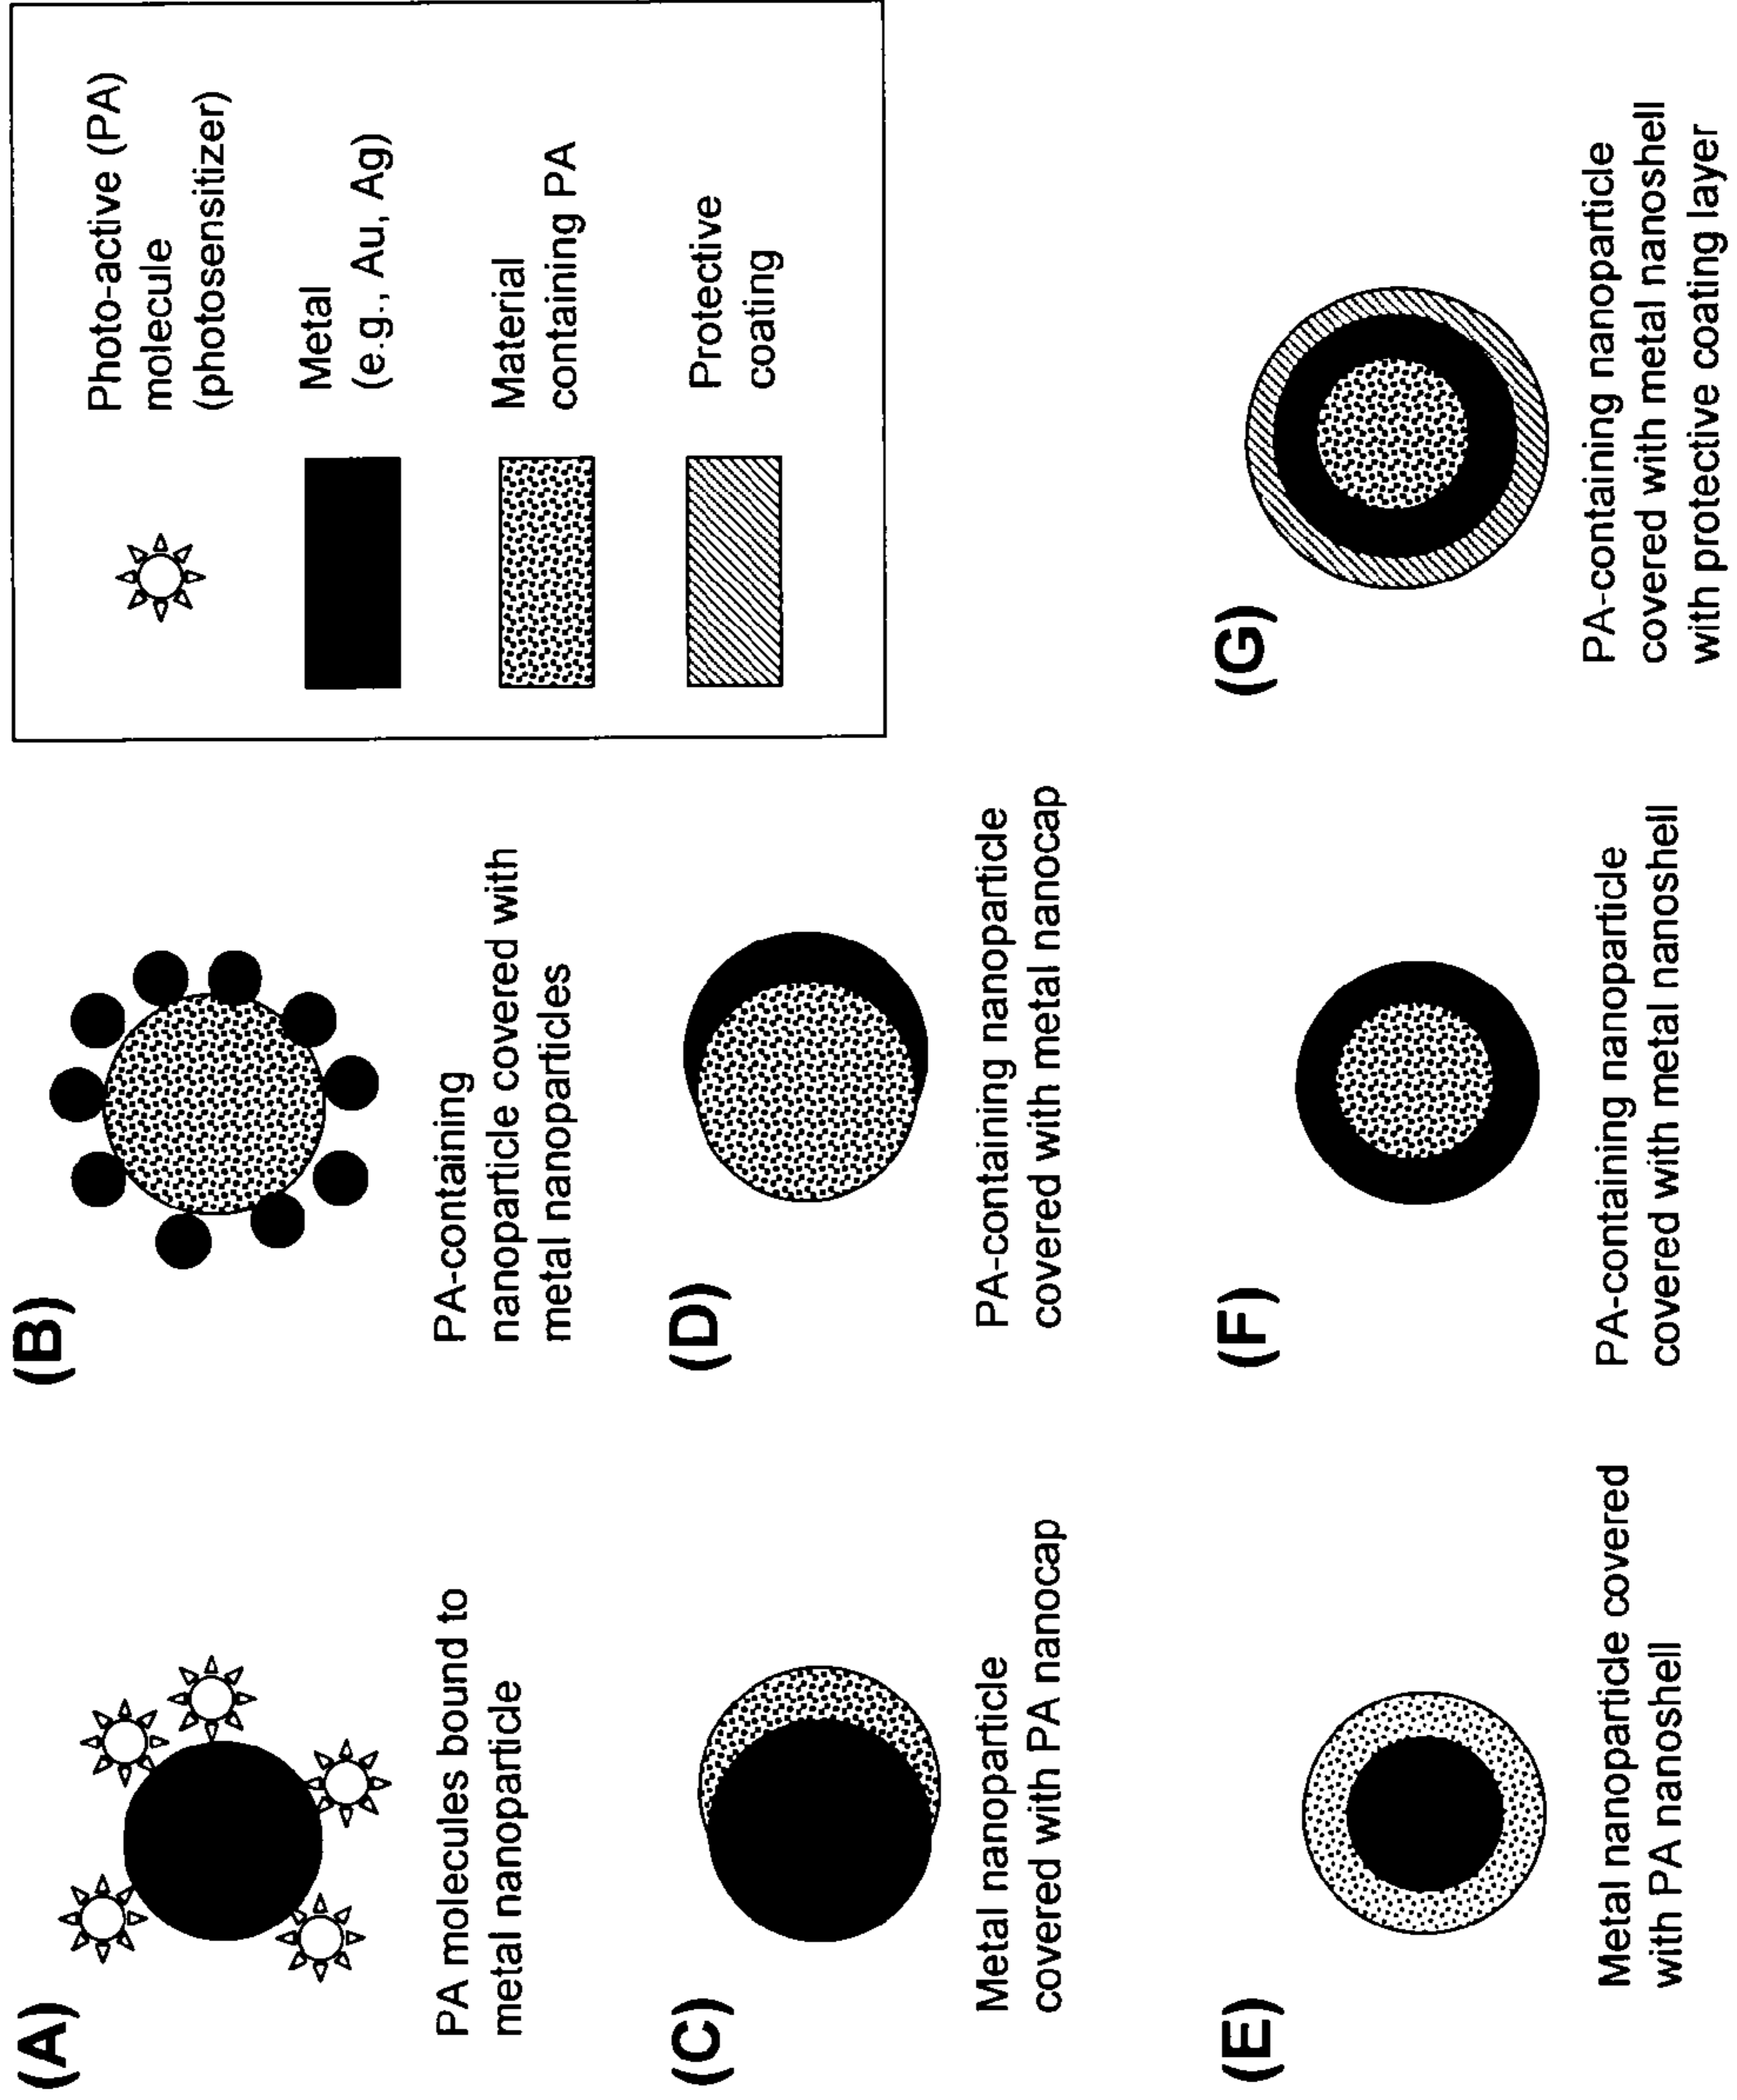 (A)
PA molecules bound to
metal nanoparticle
(B)
PA-containing
nanoparticle covered with
metal nanoparticles
Photo-active (PA)
molecule
(photosensitizer)
Metal
(e.g., Au, Ag)
Material
containing PA
Protective
coating
(C)
Metal nanoparticle
covered with PA nanocap
(D)
PA-containing nanoparticle
covered with metal nanocap
(E)
Metal nanoparticle covered
with PA nanoshell
(F)
PA-containing nanoparticle
covered with metal nanoshell
(G)
PA-containing nanoparticle
covered with metal nanoshell
with protective coating layer